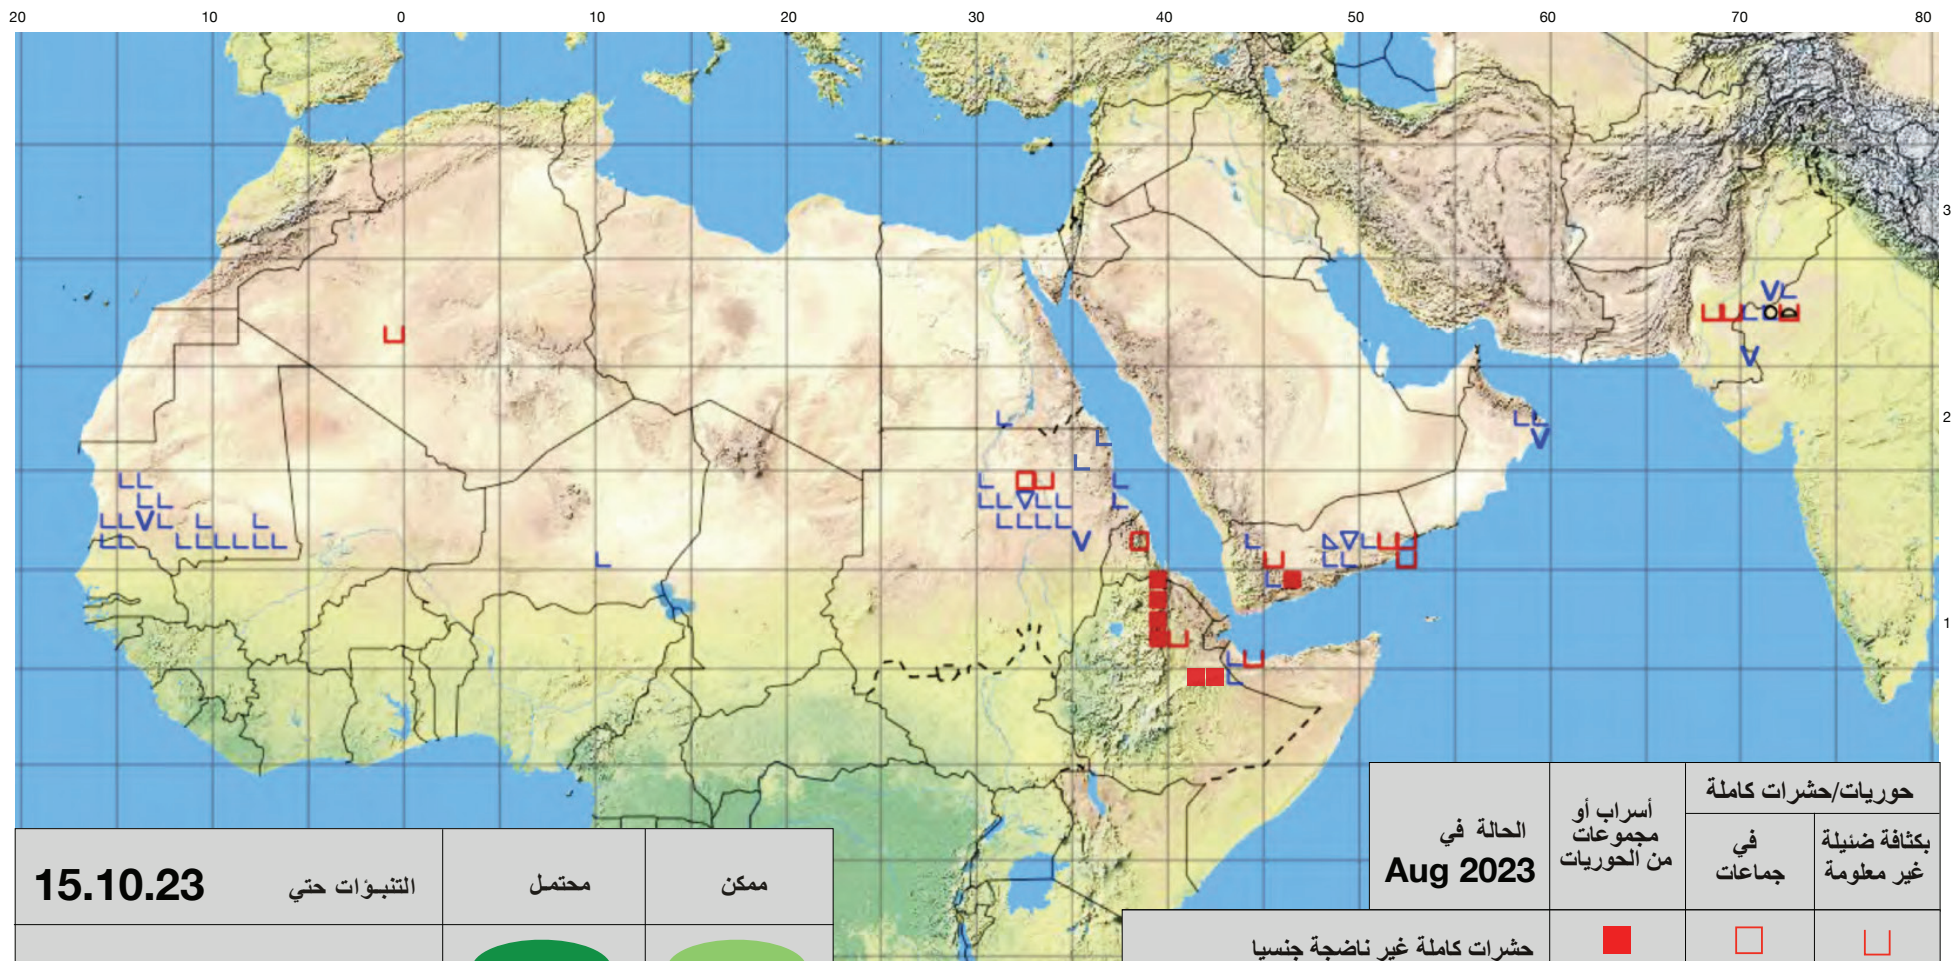 20 10 0 10 20 30 40 50 60 70 80
3
2
1
حوريات/حشرات كاملة
بكثافة ضئيلة
غير معلومة
في
جماعات
أسراب أو
مجموعات
من الحوريات
الحالة في
Aug 2023
حشرات كاملة غير ناضجة جنسيا
ممكن
محتمل
التنبؤات حتي
15.10.23